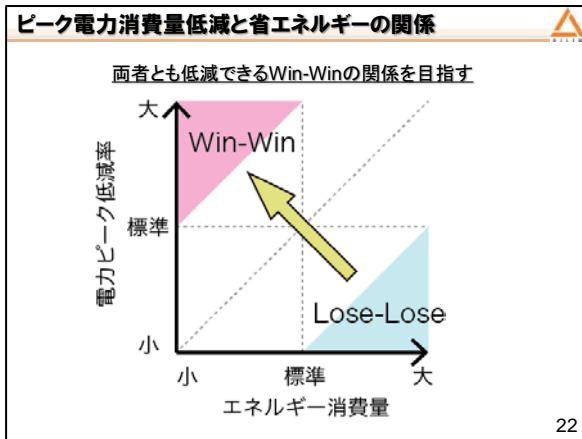 ピーク電力消費量低減と省エネルギーの関係
両者とも低減できるWin-Winの関係を目指す
大
Win-Win
電力ピーク低減率
標準
Lose-Lose
小
小 標準 大
エネルギー消費量
22